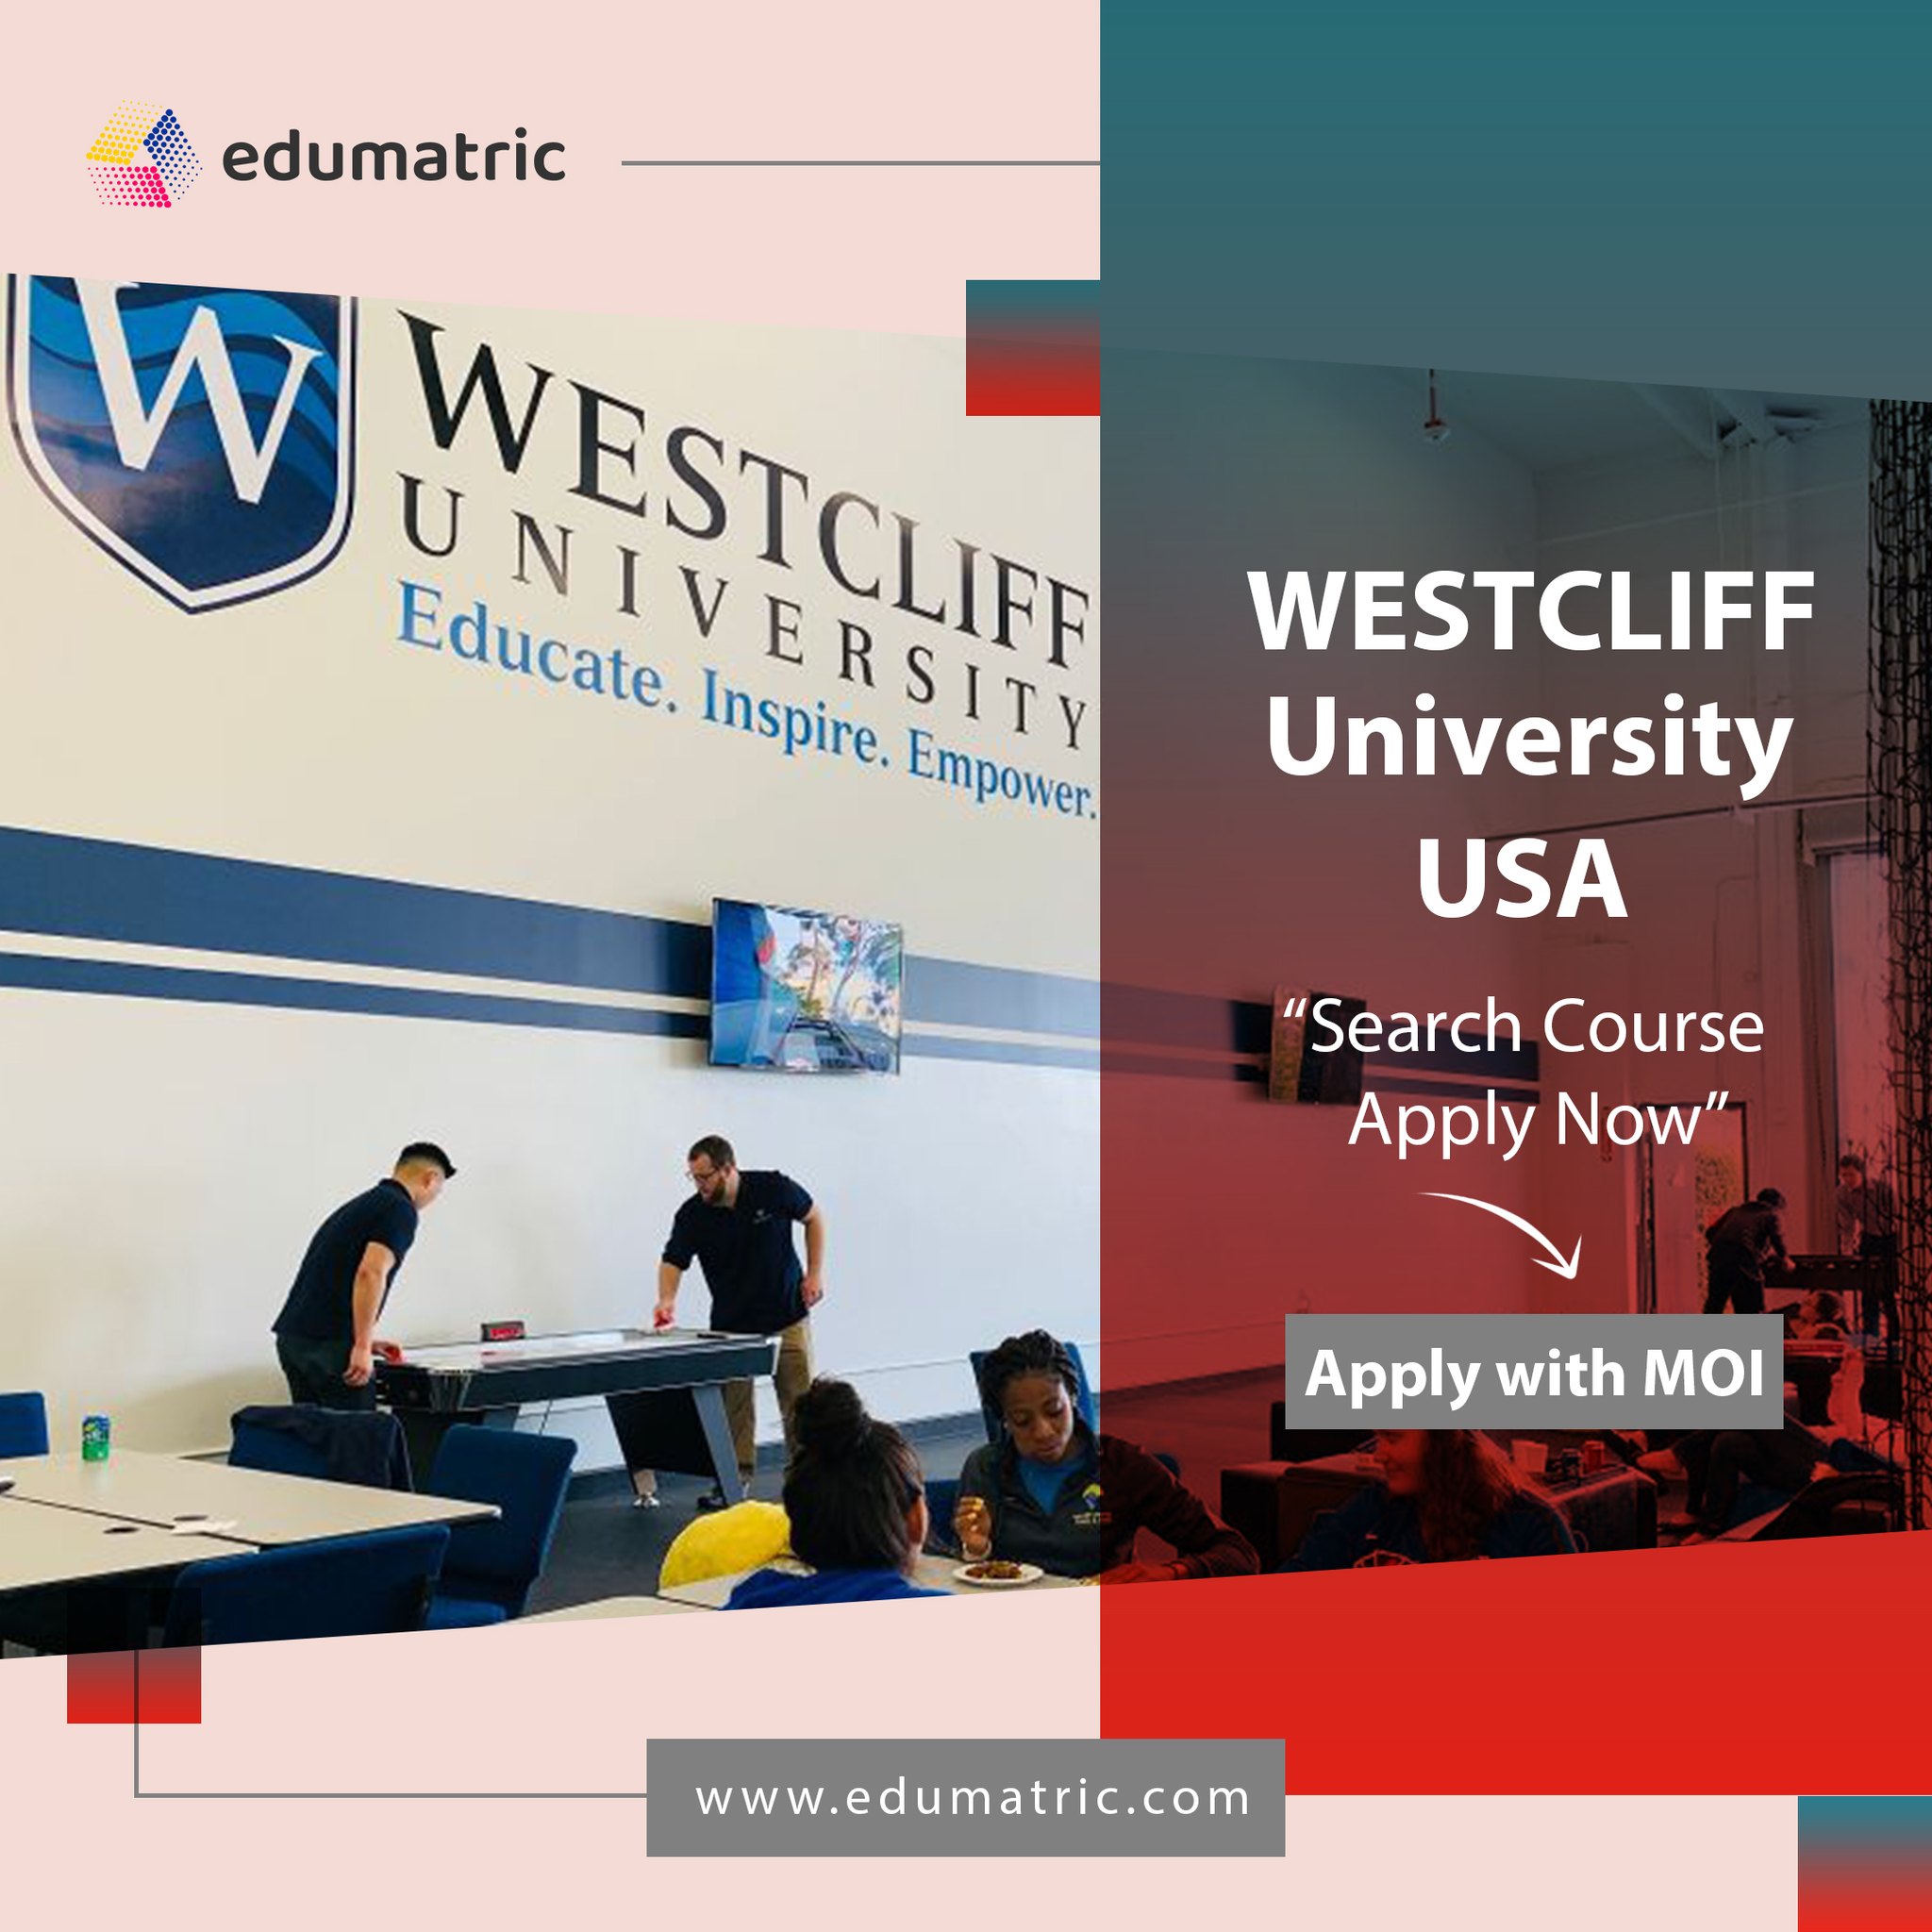 edumatric
W
WESTCLIFF
UNIVERSITY
Educate. Inspire. Empower.
WESTCLIFF
University
USA
“Search Course
Apply Now”
Apply with MOI
www.edumatric.com